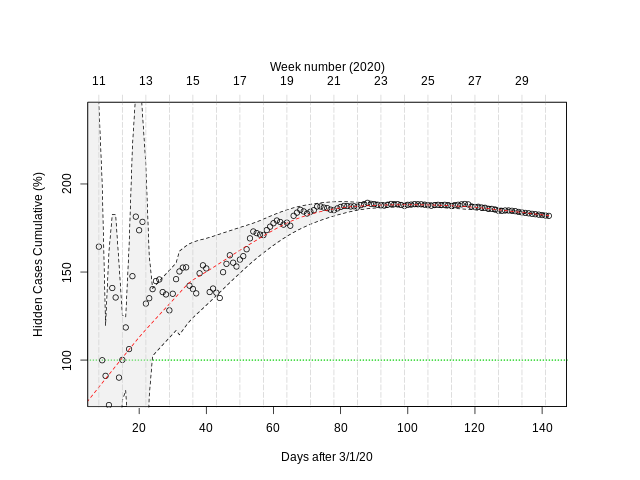 Week number (2020)
11 13 15 17 19 21 23 25 27 29
Hidden Cases Cumulative (%)
200
150
100
20 40 60 80 100 120 140
Days after 3/1/20